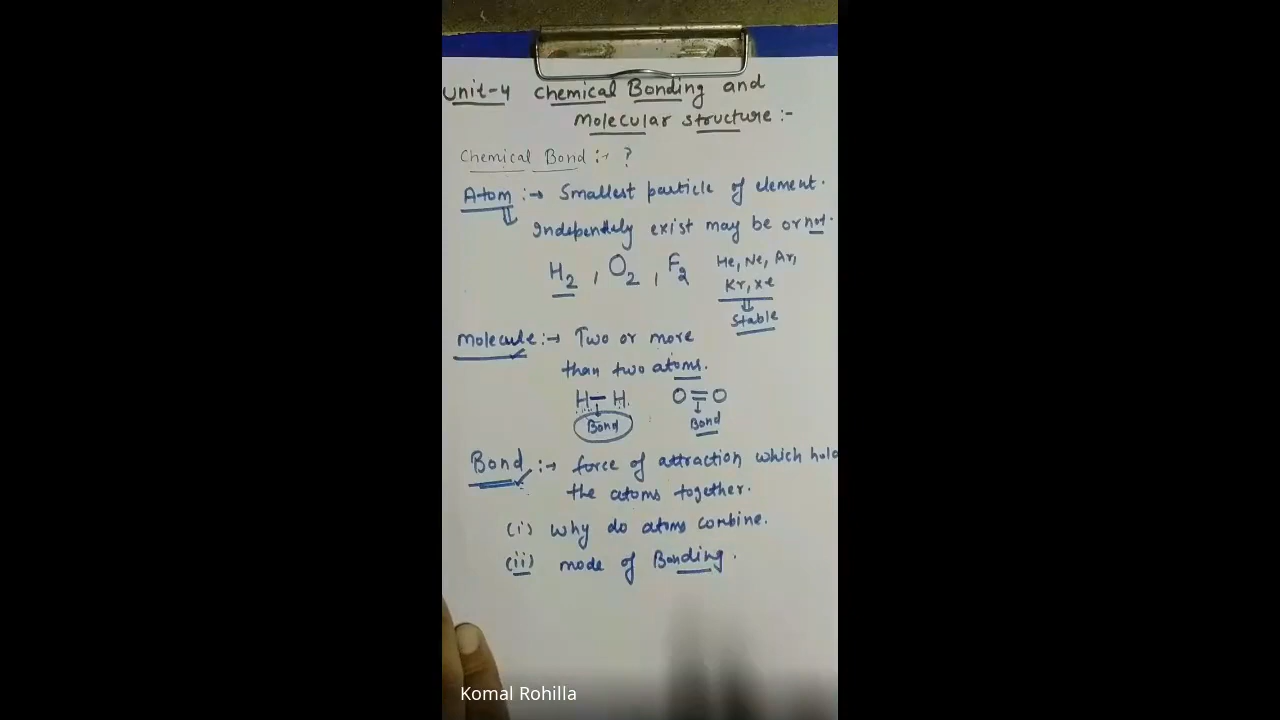 Unit-4 Chemical Bonding and
Molecular structure :-
Chemical Bond :- ?
Atom :→ Smallest particle of element.
Independely exist may be or not.
H2 , O2 , F2 He, Ne, Ar,
Kr, xe
Stable
Molecule :→ Two or more
than two atoms.
H-H O=O
Bond Bond
Bond :→ force of attraction which hold
the atoms together.
(i) why do atoms combine.
(ii) mode of Bonding.
Komal Rohilla